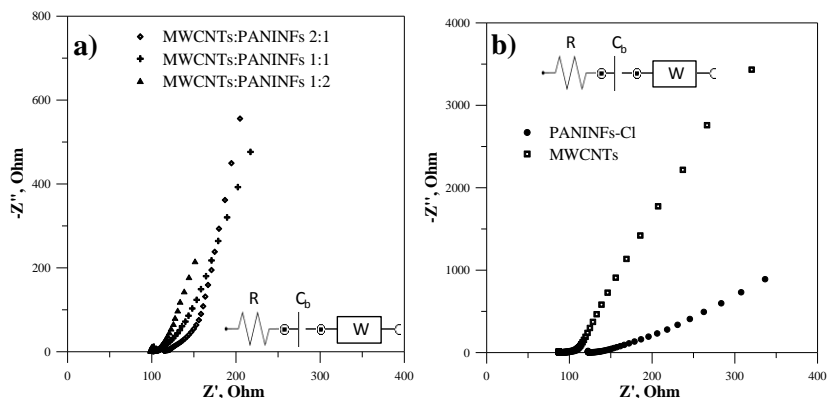 a)
MWCNTs:PANINFs 2:1
MWCNTs:PANINFs 1:1
MWCNTs:PANINFs 1:2
800
600
400
200
0
-Z", Ohm
R
C_b
W
0
100
200
300
400
Z', Ohm
b)
R
C_b
W
PANINFs-Cl
MWCNTs
4000
3000
2000
1000
0
-Z", Ohm
0
100
200
300
400
Z', Ohm